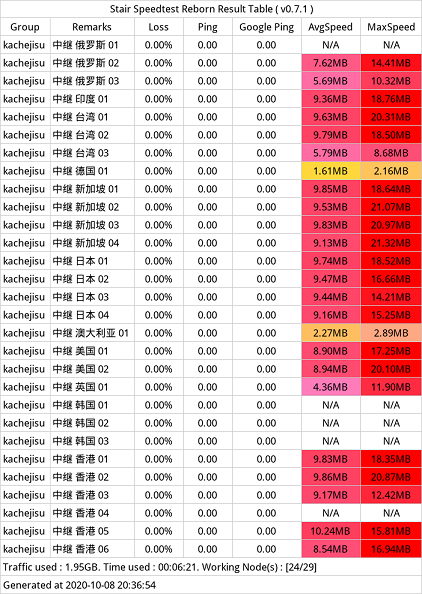 Stair Speedtest Reborn Result Table ( v0.7.1 )
Group Remarks Loss Ping Google Ping AvgSpeed MaxSpeed
kachejisu 中继 俄罗斯 01 0.00% 0.00 0.00 N/A N/A
kachejisu 中继 俄罗斯 02 0.00% 0.00 0.00 7.62MB 14.41MB
kachejisu 中继 俄罗斯 03 0.00% 0.00 0.00 5.69MB 10.32MB
kachejisu 中继 印度 01 0.00% 0.00 0.00 9.36MB 18.76MB
kachejisu 中继 台湾 01 0.00% 0.00 0.00 9.63MB 20.31MB
kachejisu 中继 台湾 02 0.00% 0.00 0.00 9.79MB 18.50MB
kachejisu 中继 台湾 03 0.00% 0.00 0.00 5.79MB 8.68MB
kachejisu 中继 德国 01 0.00% 0.00 0.00 1.61MB 2.16MB
kachejisu 中继 新加坡 01 0.00% 0.00 0.00 9.85MB 18.64MB
kachejisu 中继 新加坡 02 0.00% 0.00 0.00 9.53MB 21.07MB
kachejisu 中继 新加坡 03 0.00% 0.00 0.00 9.83MB 20.97MB
kachejisu 中继 新加坡 04 0.00% 0.00 0.00 9.13MB 21.32MB
kachejisu 中继 日本 01 0.00% 0.00 0.00 9.74MB 18.52MB
kachejisu 中继 日本 02 0.00% 0.00 0.00 9.47MB 16.66MB
kachejisu 中继 日本 03 0.00% 0.00 0.00 9.44MB 14.21MB
kachejisu 中继 日本 04 0.00% 0.00 0.00 9.16MB 15.25MB
kachejisu 中继 澳大利亚 01 0.00% 0.00 0.00 2.27MB 2.89MB
kachejisu 中继 美国 01 0.00% 0.00 0.00 8.90MB 17.25MB
kachejisu 中继 美国 02 0.00% 0.00 0.00 8.94MB 20.10MB
kachejisu 中继 英国 01 0.00% 0.00 0.00 4.36MB 11.90MB
kachejisu 中继 韩国 01 0.00% 0.00 0.00 N/A N/A
kachejisu 中继 韩国 02 0.00% 0.00 0.00 N/A N/A
kachejisu 中继 韩国 03 0.00% 0.00 0.00 N/A N/A
kachejisu 中继 香港 01 0.00% 0.00 0.00 9.83MB 18.35MB
kachejisu 中继 香港 02 0.00% 0.00 0.00 9.86MB 20.87MB
kachejisu 中继 香港 03 0.00% 0.00 0.00 9.17MB 12.42MB
kachejisu 中继 香港 04 0.00% 0.00 0.00 N/A N/A
kachejisu 中继 香港 05 0.00% 0.00 0.00 10.24MB 15.81MB
kachejisu 中继 香港 06 0.00% 0.00 0.00 8.54MB 16.94MB
Traffic used : 1.95GB. Time used : 00:06:21. Working Node(s) : [24/29]
Generated at 2020-10-08 20:36:54